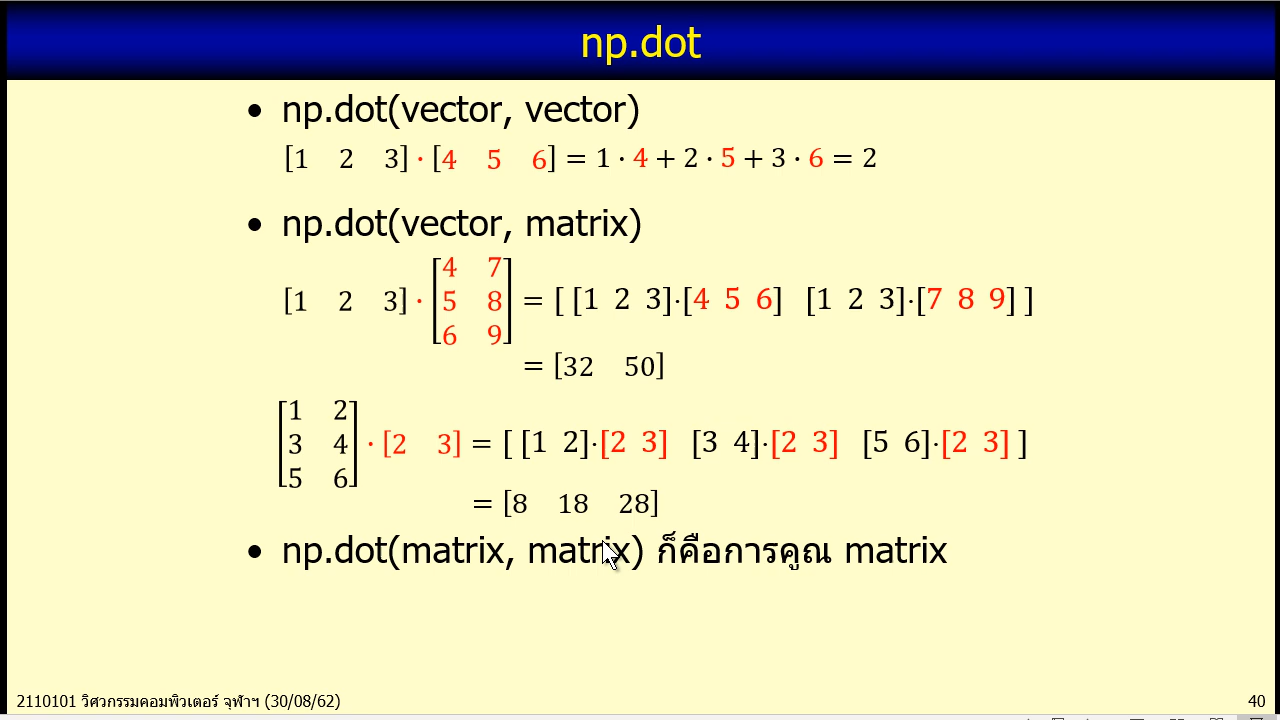 np.dot
• np.dot(vector, vector)
[1 2 3] · [4 5 6] = 1 · 4 + 2 · 5 + 3 · 6 = 2
• np.dot(vector, matrix)
[1 2 3] · [4 7
5 8
6 9] = [ [1 2 3]·[4 5 6] [1 2 3]·[7 8 9] ]
= [32 50]
[1 2
3 4
5 6] · [2 3] = [ [1 2]·[2 3] [3 4]·[2 3] [5 6]·[2 3] ]
= [8 18 28]
• np.dot(matrix, matrix) ก็คือการคูณ matrix
2110101 วิศวกรรมคอมพิวเตอร์ จุฬาฯ (30/08/62)
40